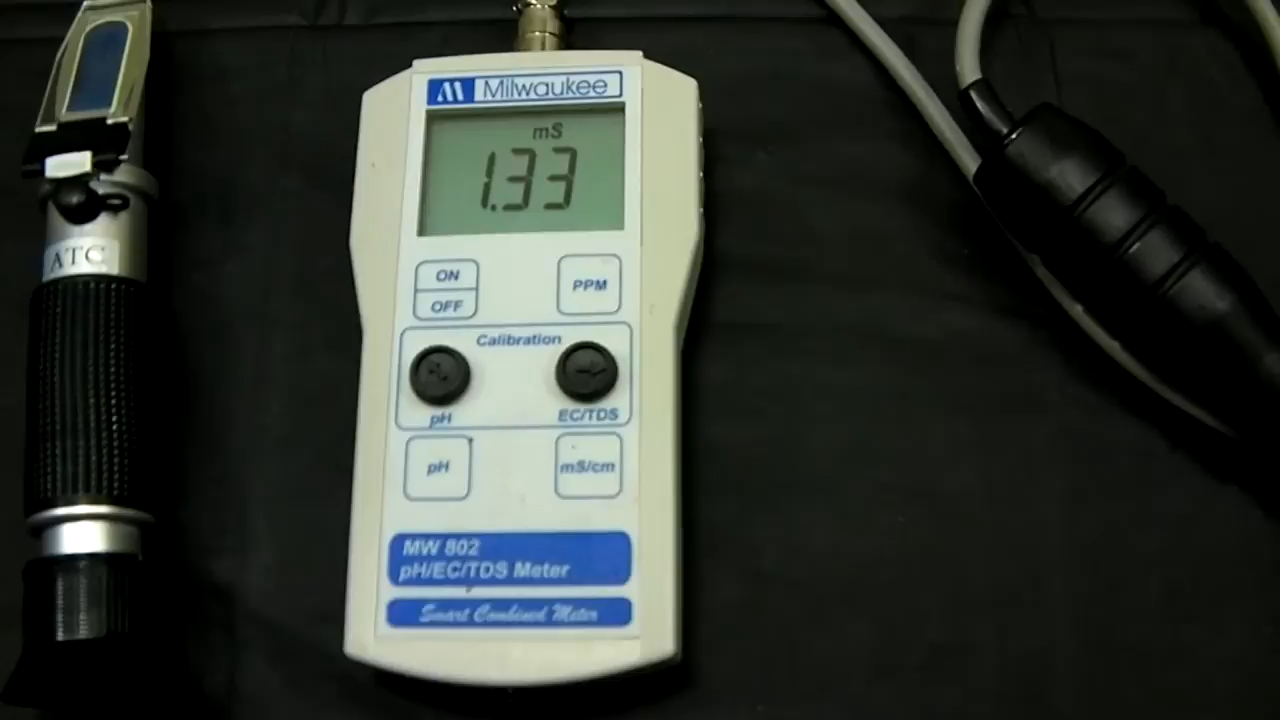 Milwaukee
mS
1.33
ATC
ON
OFF
PPM
Calibration
pH
EC/TDS
pH
mS/cm
MW 802
pH/EC/TDS Meter
Smart Combined Meter